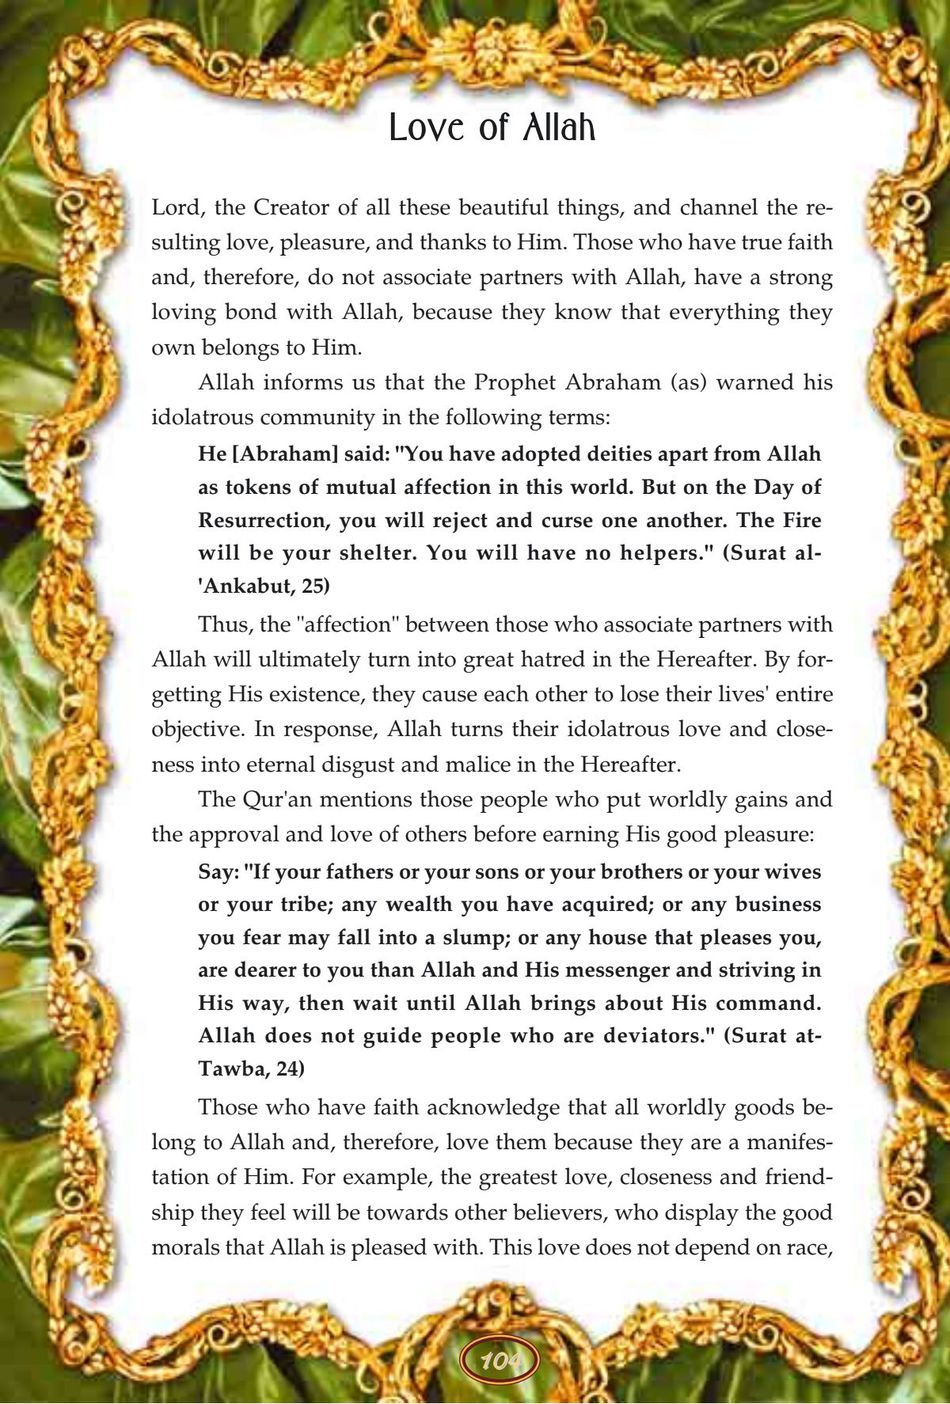 Love of Allah
Lord, the Creator of all these beautiful things, and channel the re-
sulting love, pleasure, and thanks to Him. Those who have true faith
and, therefore, do not associate partners with Allah, have a strong
loving bond with Allah, because they know that everything they
own belongs to Him.
Allah informs us that the Prophet Abraham (as) warned his
idolatrous community in the following terms:
He [Abraham] said: "You have adopted deities apart from Allah
as tokens of mutual affection in this world. But on the Day of
Resurrection, you will reject and curse one another. The Fire
will be your shelter. You will have no helpers." (Surat al-
'Ankabut, 25)
Thus, the "affection" between those who associate partners with
Allah will ultimately turn into great hatred in the Hereafter. By for-
getting His existence, they cause each other to lose their lives' entire
objective. In response, Allah turns their idolatrous love and close-
ness into eternal disgust and malice in the Hereafter.
The Qur'an mentions those people who put worldly gains and
the approval and love of others before earning His good pleasure:
Say: "If your fathers or your sons or your brothers or your wives
or your tribe; any wealth you have acquired; or any business
you fear may fall into a slump; or any house that pleases you,
are dearer to you than Allah and His messenger and striving in
His way, then wait until Allah brings about His command.
Allah does not guide people who are deviators." (Surat at-
Tawba, 24)
Those who have faith acknowledge that all worldly goods be-
long to Allah and, therefore, love them because they are a manifes-
tation of Him. For example, the greatest love, closeness and friend-
ship they feel will be towards other believers, who display the good
morals that Allah is pleased with. This love does not depend on race,
104